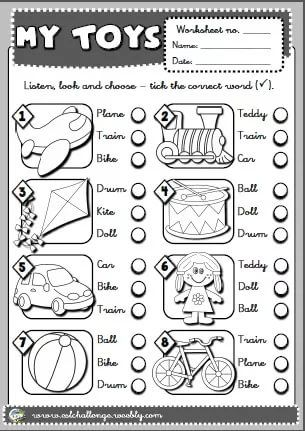 MY TOYS
Worksheet no.
Name:
Date:
Listen, look and choose – tick the correct word (✓).
1
Plane
Train
Bike
2
Teddy
Train
Car
3
Drum
Kite
Doll
4
Ball
Doll
Drum
5
Car
Bike
Train
6
Teddy
Doll
Ball
7
Ball
Bike
Drum
8
Train
Plane
Bike
www.eslchallenge.weebly.com